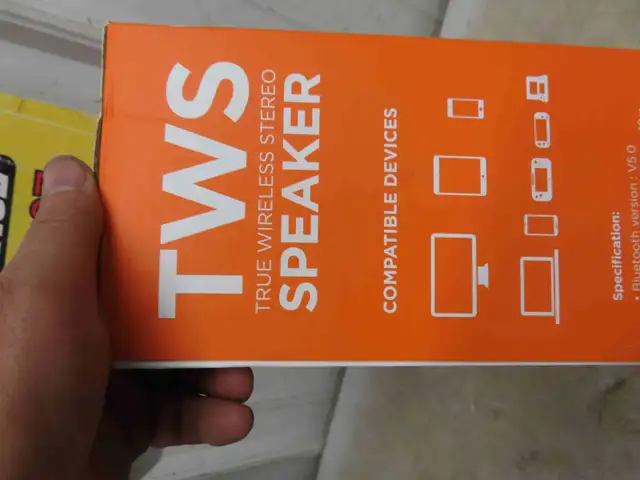 TWS
TRUE WIRELESS STEREO
SPEAKER
COMPATIBLE DEVICES
Specification:
• Bluetooth version : V5.0